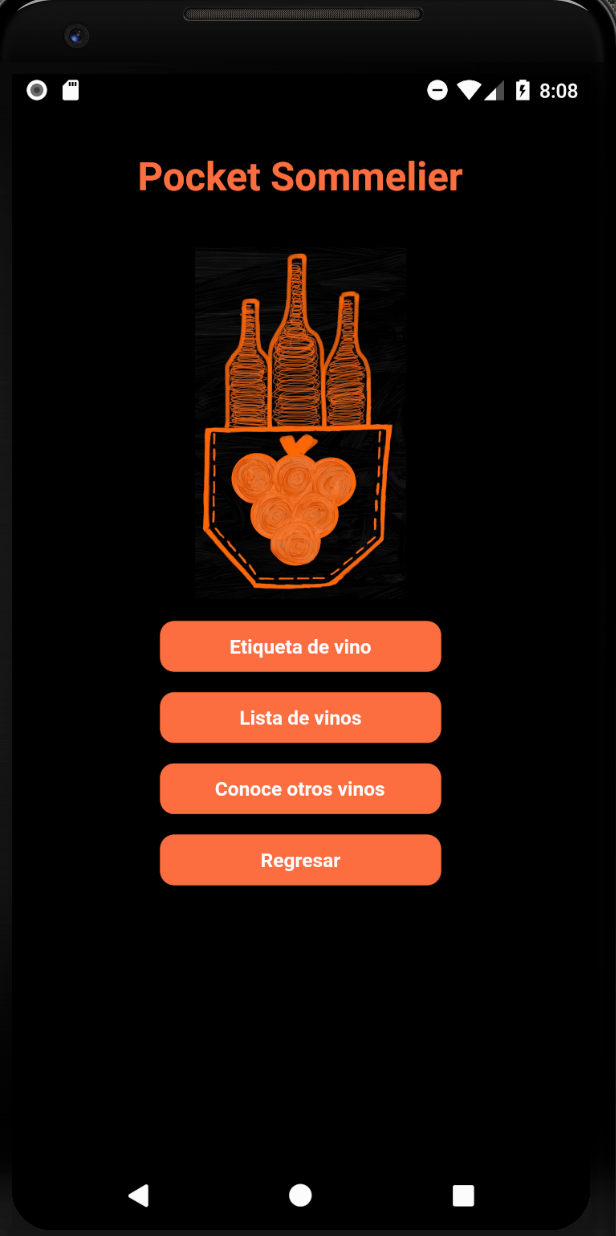 8:08
Pocket Sommelier
Etiqueta de vino
Lista de vinos
Conoce otros vinos
Regresar